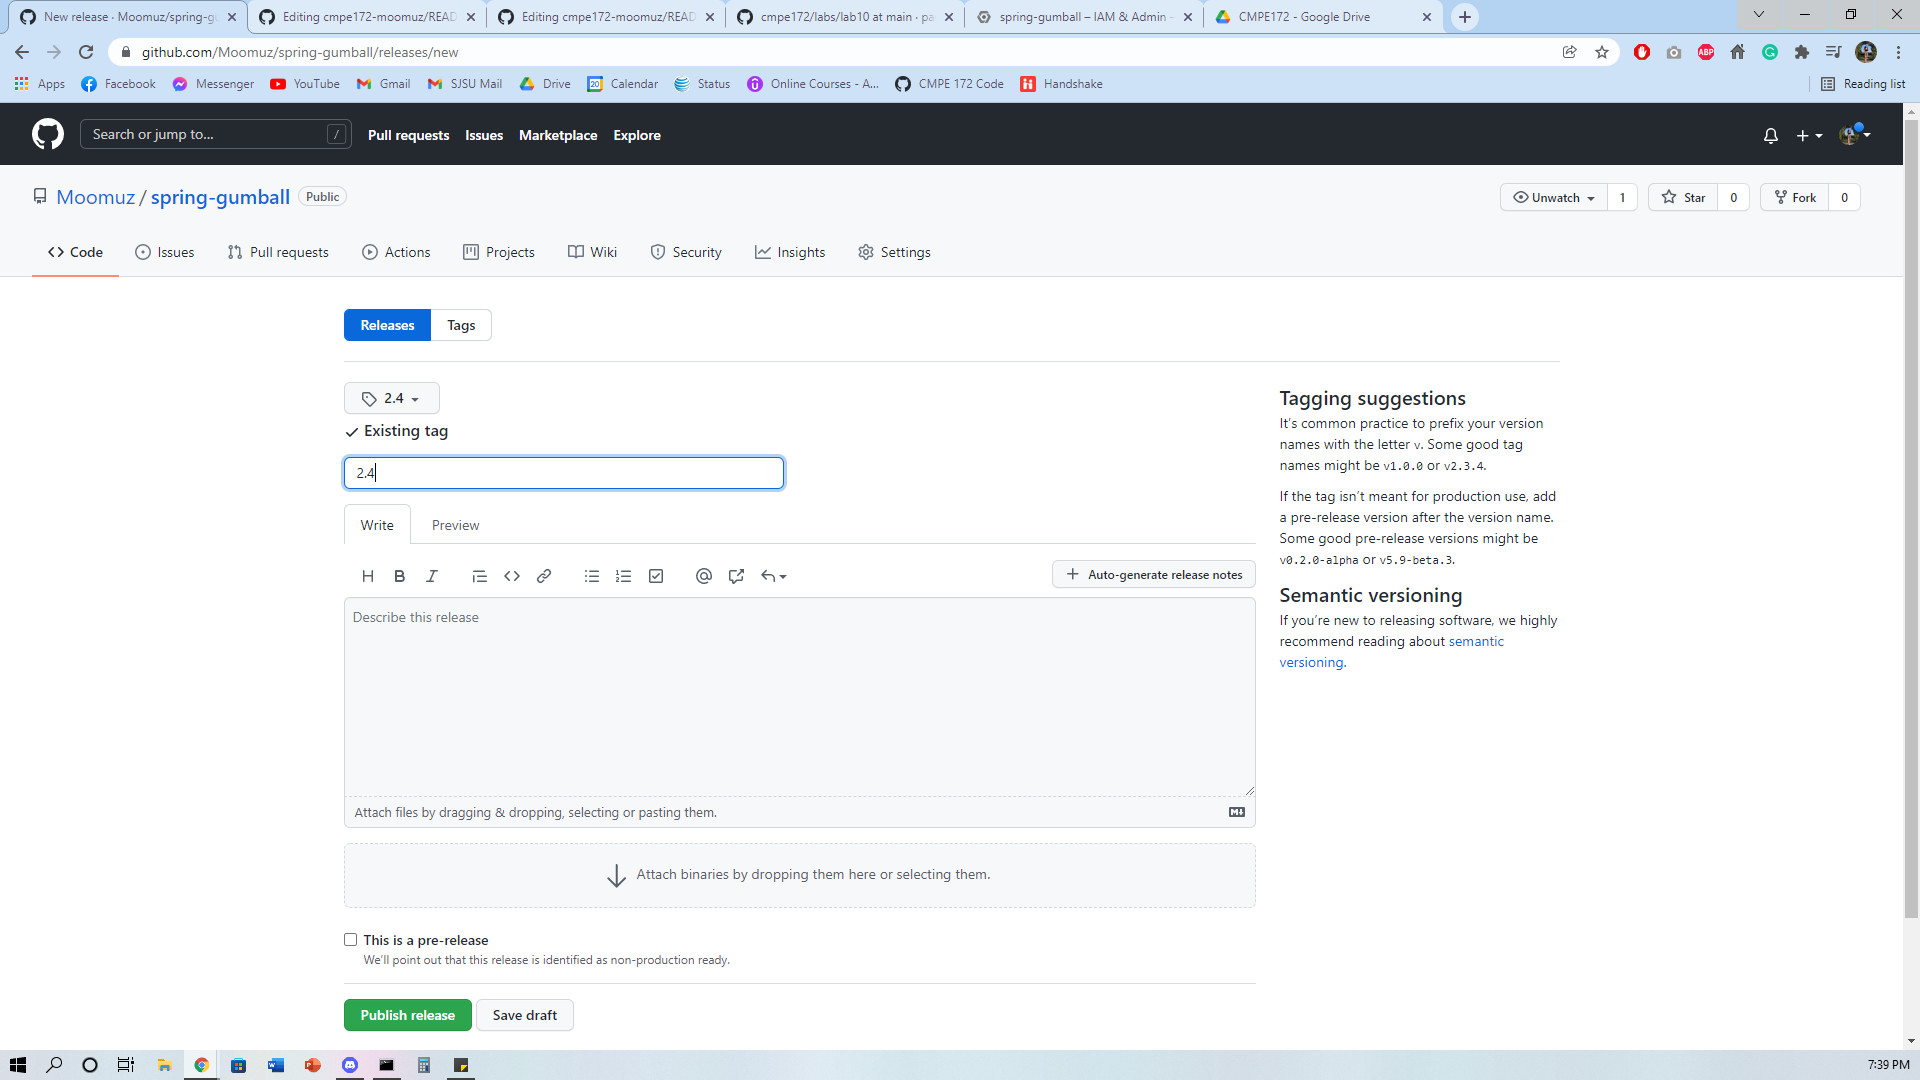 New release · Moomuz/spring-gu
Editing cmpe172-moomuz/READ
Editing cmpe172-moomuz/READ
cmpe172/labs/lab10 at main · pa
spring-gumball – IAM & Admin -
CMPE172 - Google Drive
github.com/Moomuz/spring-gumball/releases/new
ABP
Apps
Facebook
Messenger
YouTube
Gmail
SJSU Mail
Drive
20
Calendar
Status
Online Courses - A...
CMPE 172 Code
Handshake
Reading list
Search or jump to...
/
Pull requests
Issues
Marketplace
Explore
Moomuz / spring-gumball
Public
Unwatch
1
Star
0
Fork
0
Code
Issues
Pull requests
Actions
Projects
Wiki
Security
Insights
Settings
Releases
Tags
2.4
Existing tag
2.4
Write
Preview
H B I
Auto-generate release notes
Describe this release
Attach files by dragging & dropping, selecting or pasting them.
Attach binaries by dropping them here or selecting them.
This is a pre-release
We'll point out that this release is identified as non-production ready.
Publish release
Save draft
Tagging suggestions
It's common practice to prefix your version
names with the letter v. Some good tag
names might be v1.0.0 or v2.3.4.
If the tag isn't meant for production use, add
a pre-release version after the version name.
Some good pre-release versions might be
v0.2.0-alpha or v5.9-beta.3.
Semantic versioning
If you're new to releasing software, we highly
recommend reading about semantic
versioning.
7:39 PM